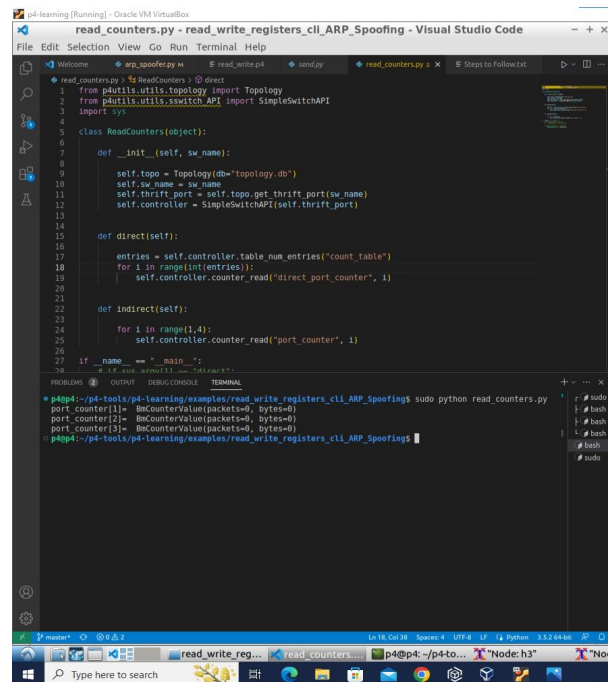 p4-learning [Running] - Oracle VM VirtualBox
read_counters.py - read_write_registers_cli_ARP_Spoofing - Visual Studio Code
File Edit Selection View Go Run Terminal Help
Welcome arp_spoofer.py M read_write.p4 send.py read_counters.py 2 Steps to Follow.txt
read_counters.py > ReadCounters > direct
1 from p4utils.utils.topology import Topology
2 from p4utils.utils.sswitch_API import SimpleSwitchAPI
3 import sys
4
5 class ReadCounters(object):
6
7 def __init__(self, sw_name):
8
9 self.topo = Topology(db="topology.db")
10 self.sw_name = sw_name
11 self.thrift_port = self.topo.get_thrift_port(sw_name)
12 self.controller = SimpleSwitchAPI(self.thrift_port)
13
14
15 def direct(self):
16
17 entries = self.controller.table_num_entries("count_table")
18 for i in range(int(entries)):
19 self.controller.counter_read("direct_port_counter", i)
20
21
22 def indirect(self):
23
24 for i in range(1,4):
25 self.controller.counter_read("port_counter", i)
26
27 if __name__ == "__main__":
28 # if sys.argv[1] == "direct":
PROBLEMS 2 OUTPUT DEBUG CONSOLE TERMINAL
p4@p4:~/p4-tools/p4-learning/examples/read_write_registers_cli_ARP_Spoofing$ sudo python read_counters.py
port_counter[1]= BmCounterValue(packets=0, bytes=0)
port_counter[2]= BmCounterValue(packets=0, bytes=0)
port_counter[3]= BmCounterValue(packets=0, bytes=0)
p4@p4:~/p4-tools/p4-learning/examples/read_write_registers_cli_ARP_Spoofing$
sudo
bash
bash
bash
bash
sudo
master* 0 2 Ln 18, Col 38 Spaces: 4 UTF-8 LF Python 3.5.2 64-bit
read_write_reg... read_counters.... p4@p4: ~/p4-to... "Node: h3" "No
Type here to search